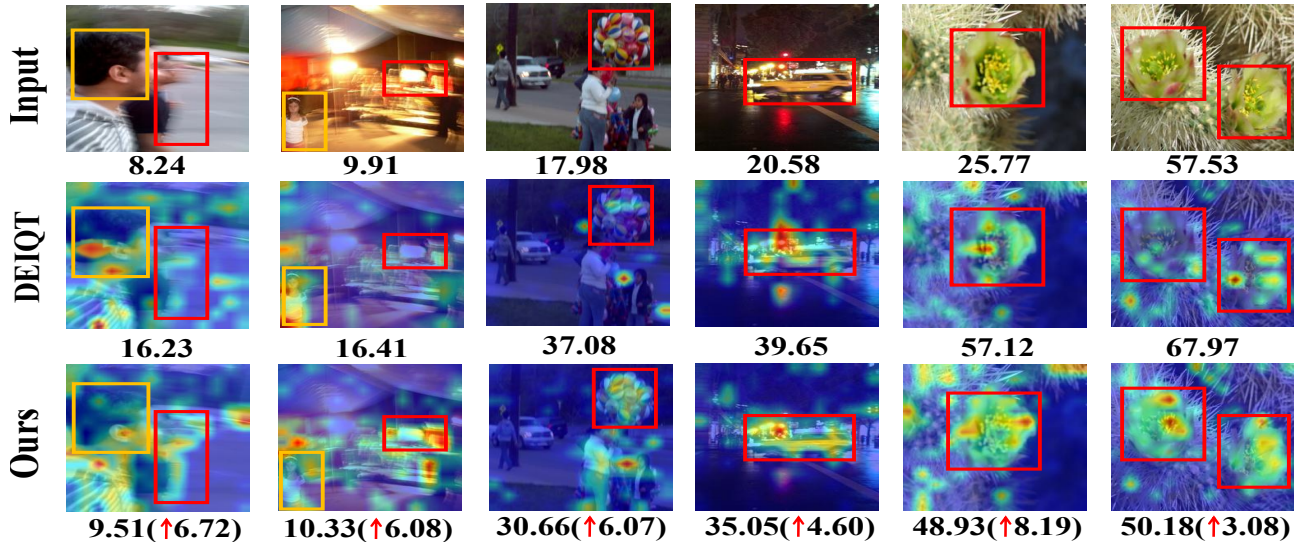 Input
8.24 9.91 17.98 20.58 25.77 57.53
DEIQT
16.23 16.41 37.08 39.65 57.12 67.97
Ours
9.51(↑6.72) 10.33(↑6.08) 30.66(↑6.07) 35.05(↑4.60) 48.93(↑8.19) 50.18(↑3.08)